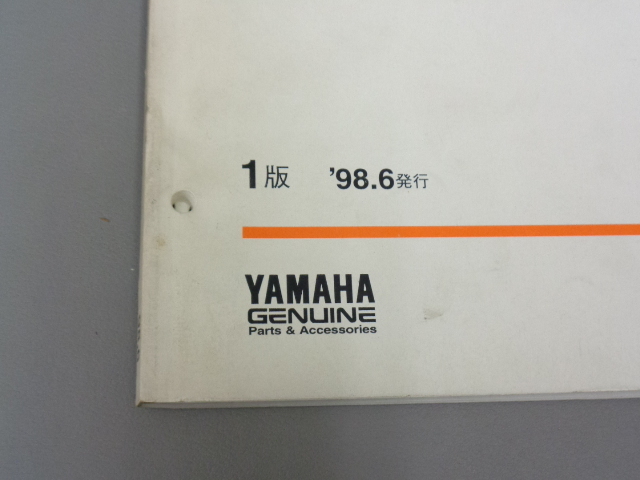 1版 '98.6発行
YAMAHA
GENUINE
Parts & Accessories